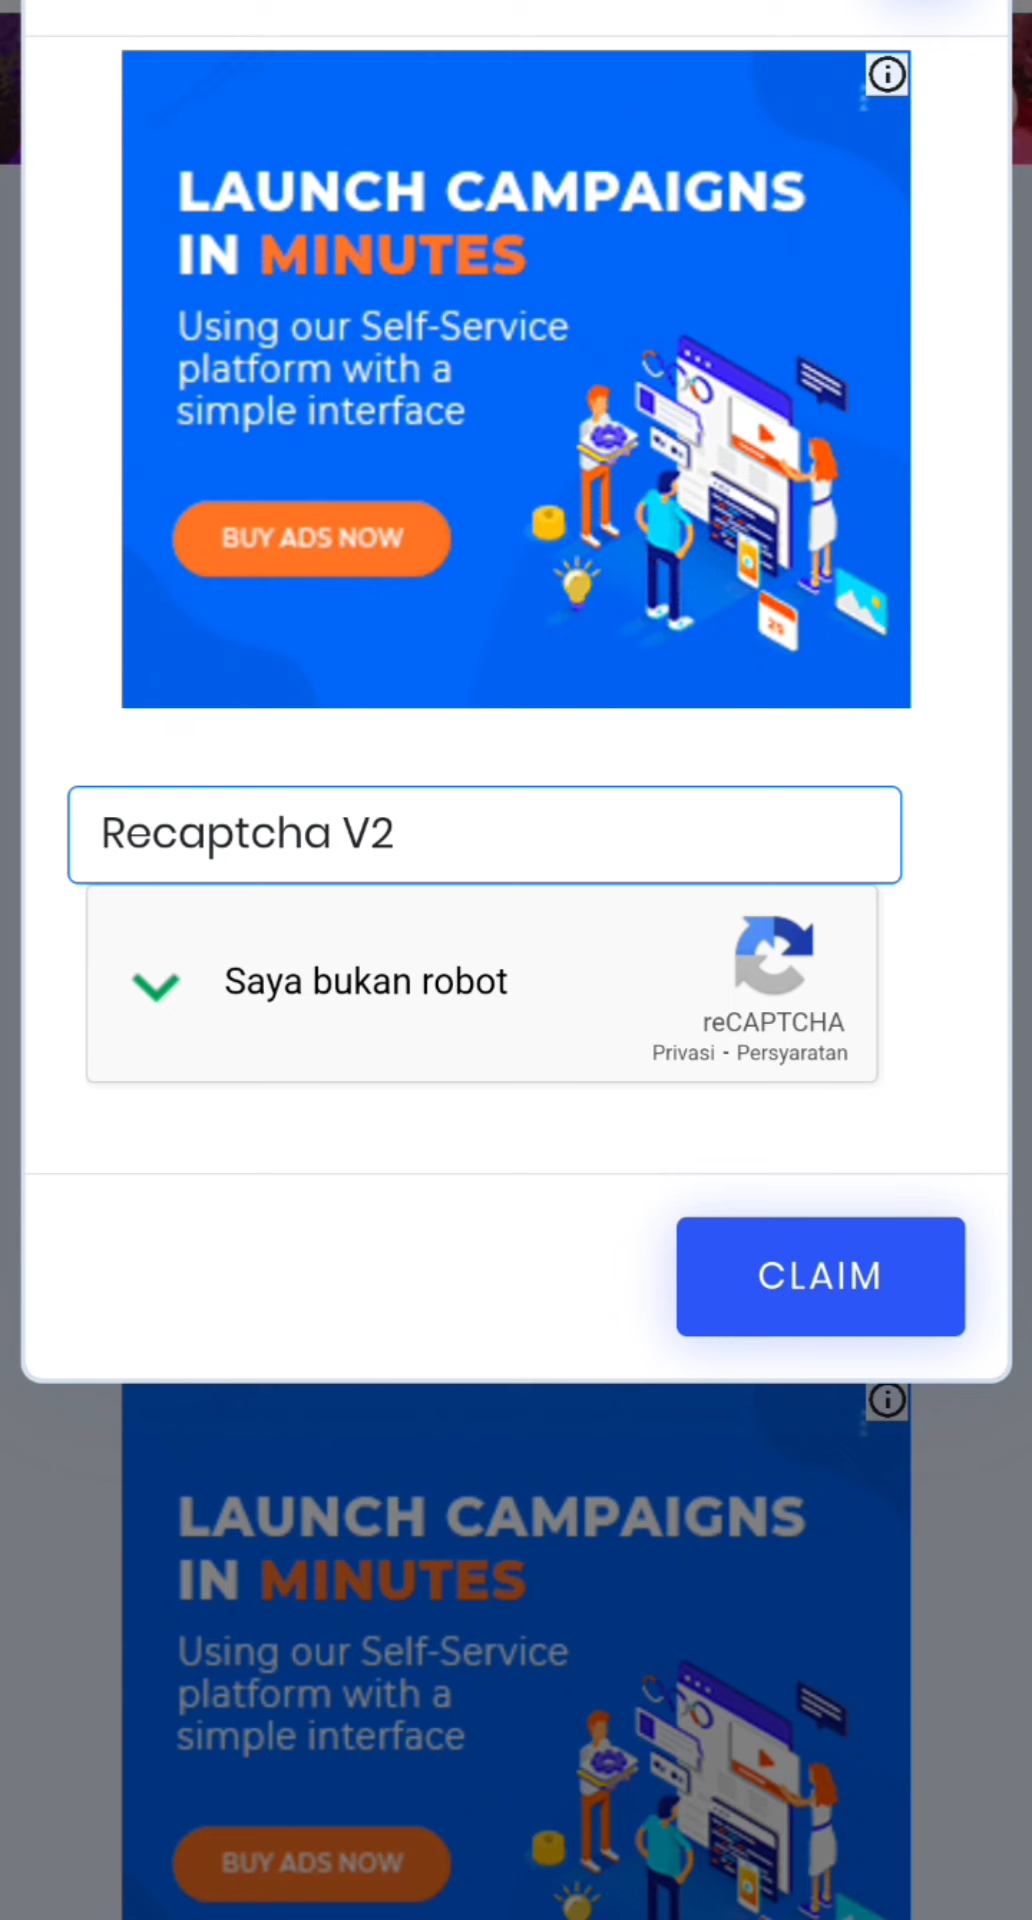 LAUNCH CAMPAIGNS
IN MINUTES
Using our Self-Service
platform with a
simple interface
BUY ADS NOW
25
Recaptcha V2
Saya bukan robot
reCAPTCHA
Privasi - Persyaratan
CLAIM
LAUNCH CAMPAIGNS
IN MINUTES
Using our Self-Service
platform with a
simple interface
BUY ADS NOW